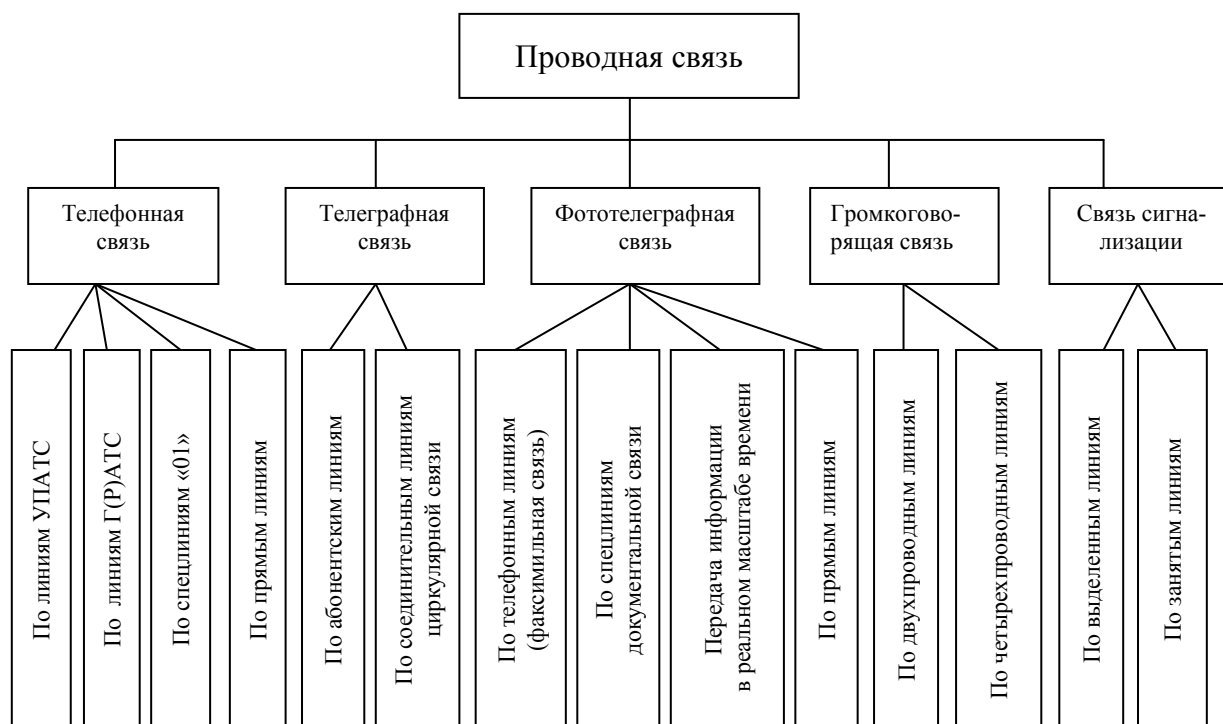 Проводная связь
Телефонная
связь
Телеграфная
связь
Фототелеграфная
связь
Громкогово-
рящая связь
Связь сигна-
лизации
По линиям УПАТС
По линиям Г(Р)АТС
По спецлиниям «01»
По прямым линиям
По абонентским линиям
По соединительным линиям
циркулярной связи
По телефонным линиям
(факсимильная связь)
По спецлиниям
документальной связи
Передача информации
в реальном масштабе времени
По прямым линиям
По двухпроводным линиям
По четырехпроводным линиям
По выделенным линиям
По занятым линиям